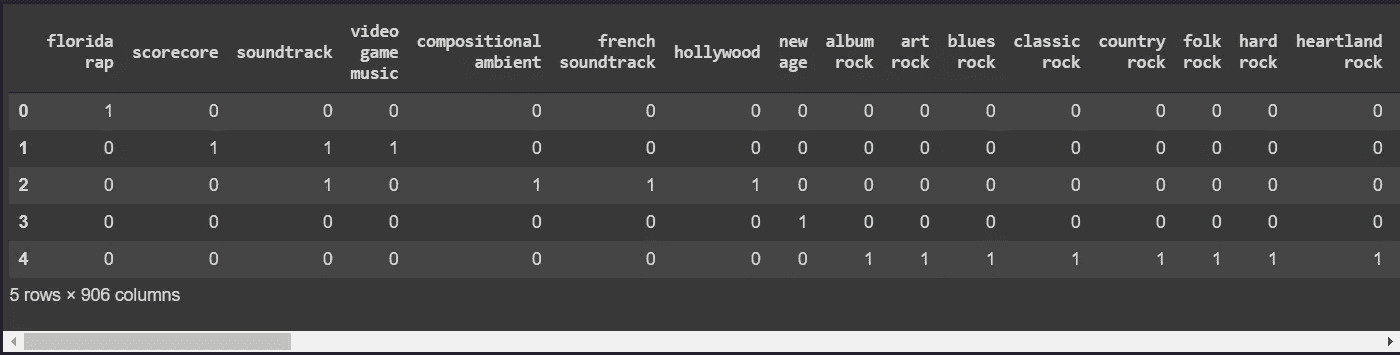 florida rap scorecore soundtrack video game music compositional ambient french soundtrack hollywood new age album rock art rock blues rock classic rock country rock folk rock hard rock heartland rock
0 1 0 0 0 0 0 0 0 0 0 0 0 0 0 0 0
1 0 1 1 1 0 0 0 0 0 0 0 0 0 0 0 0
2 0 0 1 0 1 1 1 0 0 0 0 0 0 0 0 0
3 0 0 0 0 0 0 0 1 0 0 0 0 0 0 0 0
4 0 0 0 0 0 0 0 0 1 1 1 1 1 1 1 1
5 rows × 906 columns